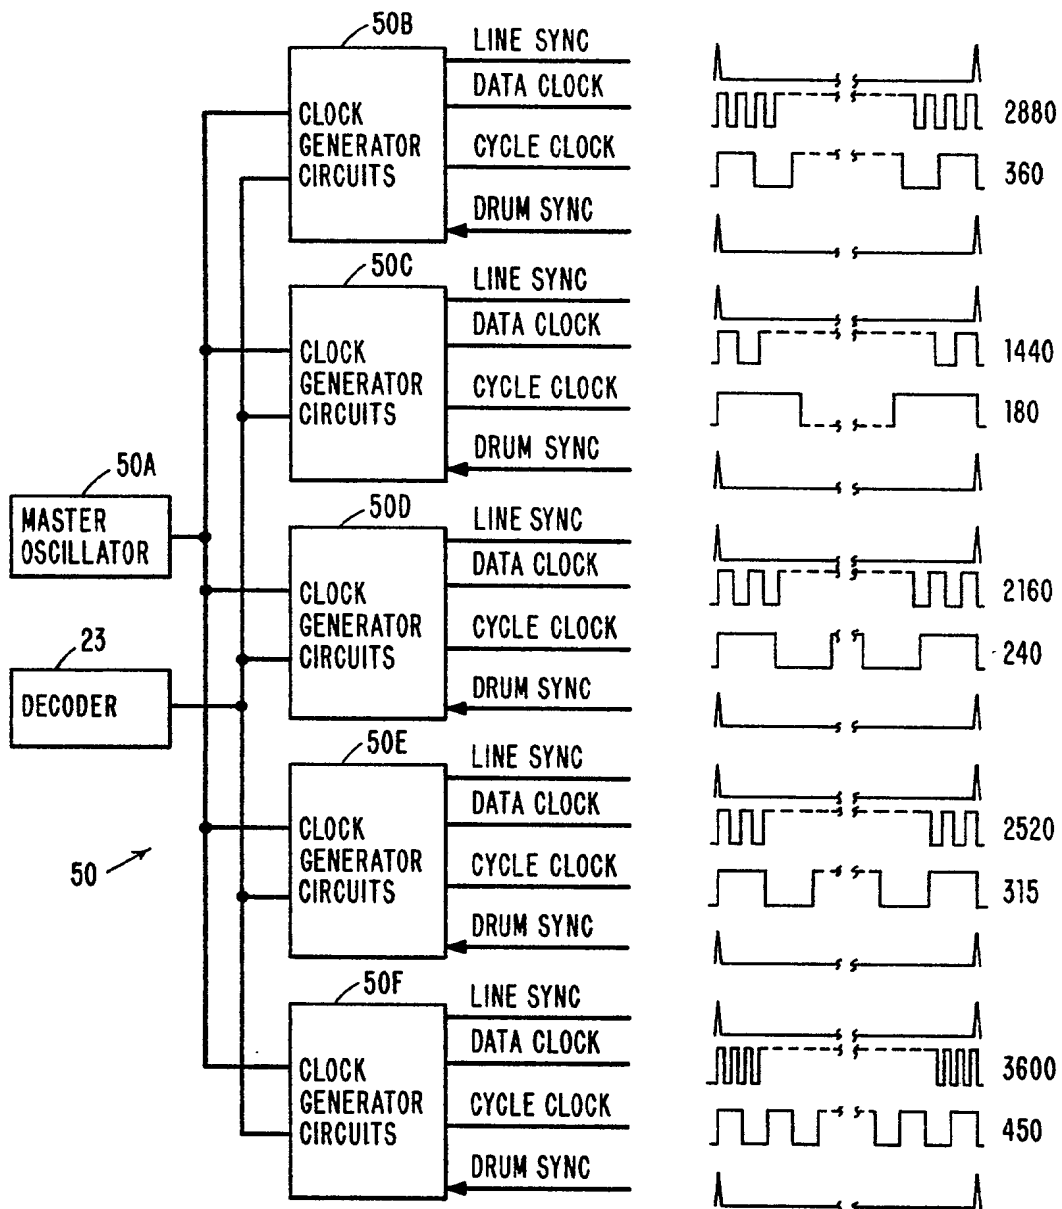 50B
LINE SYNC
DATA CLOCK
2880
CLOCK
GENERATOR
CIRCUITS
CYCLE CLOCK
360
DRUM SYNC
50C
LINE SYNC
DATA CLOCK
1440
CLOCK
GENERATOR
CIRCUITS
CYCLE CLOCK
180
DRUM SYNC
50A
MASTER
OSCILLATOR
50D
LINE SYNC
DATA CLOCK
2160
CLOCK
GENERATOR
CIRCUITS
CYCLE CLOCK
240
DRUM SYNC
23
DECODER
50E
LINE SYNC
DATA CLOCK
2520
CLOCK
GENERATOR
CIRCUITS
CYCLE CLOCK
315
DRUM SYNC
50
50F
LINE SYNC
DATA CLOCK
3600
CLOCK
GENERATOR
CIRCUITS
CYCLE CLOCK
450
DRUM SYNC